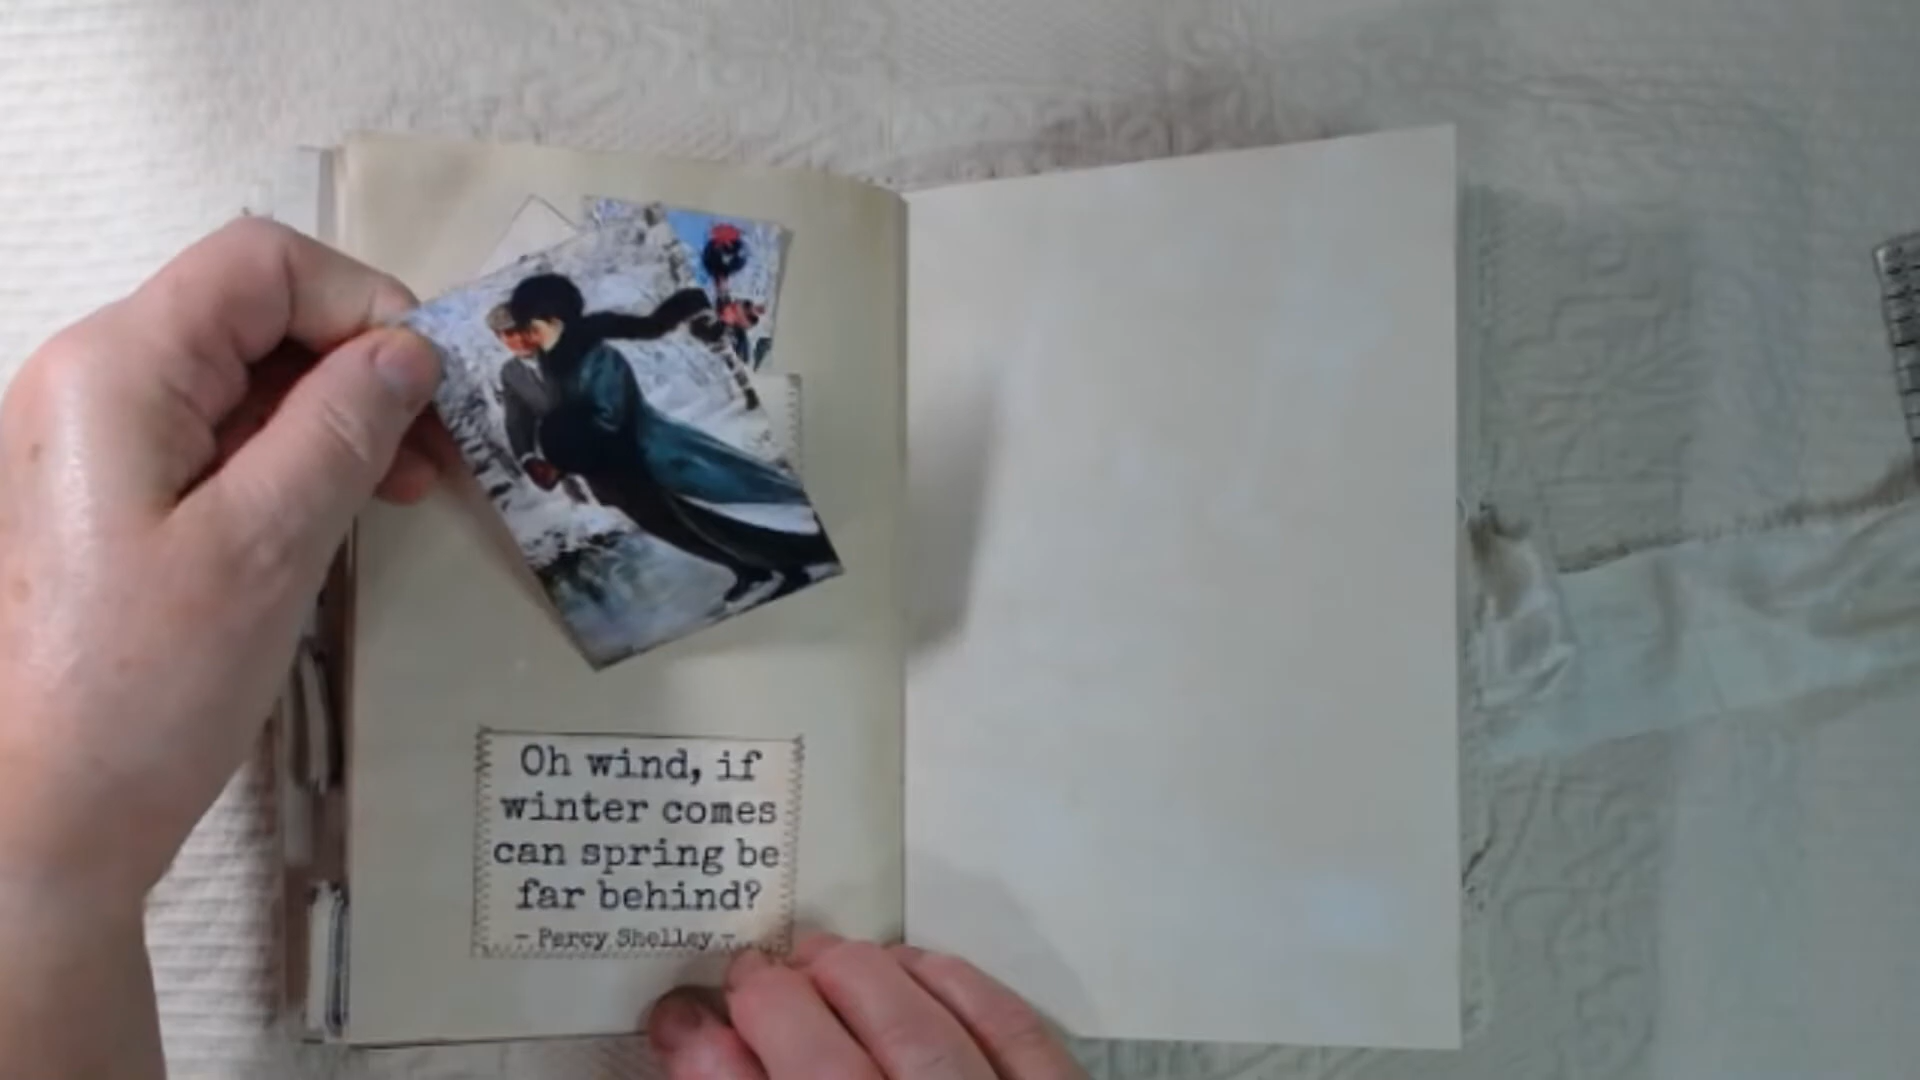 Oh wind, if
winter comes
can spring be
far behind?
- Percy Shelley -